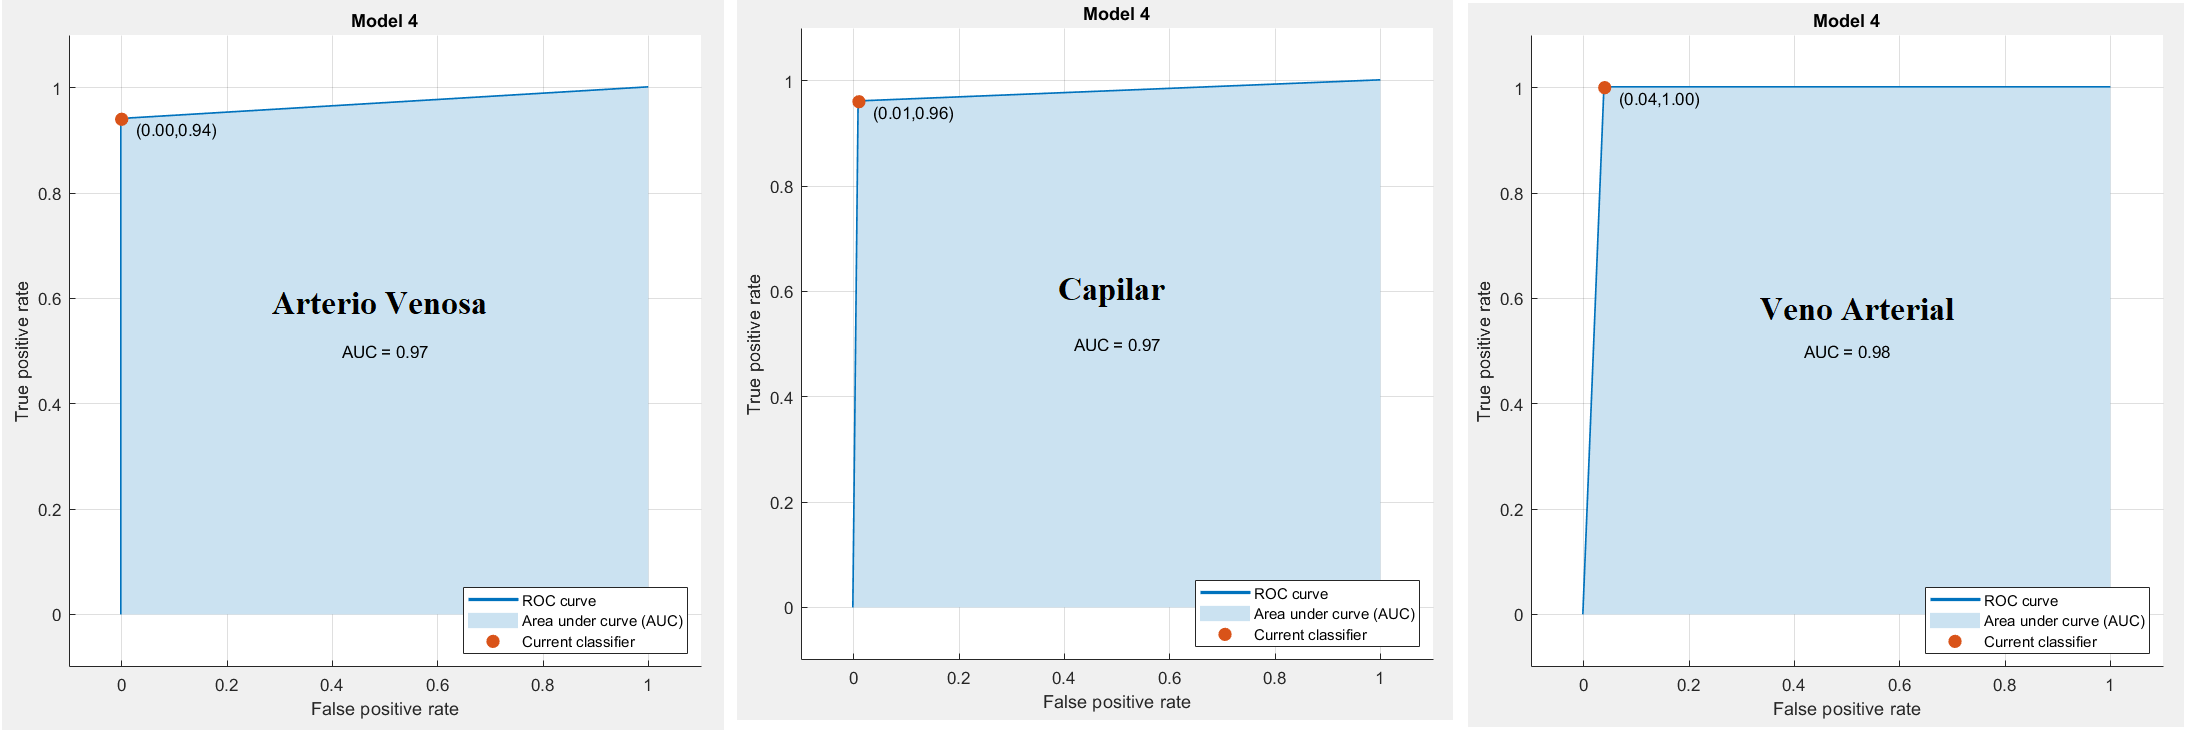 Model 4
1
0.8
0.6
0.4
0.2
0
True positive rate
(0.00,0.94)
Arterio Venosa
AUC = 0.97
ROC curve
Area under curve (AUC)
Current classifier
0 0.2 0.4 0.6 0.8 1
False positive rate
Model 4
1
0.8
0.6
0.4
0.2
0
True positive rate
(0.01,0.96)
Capilar
AUC = 0.97
ROC curve
Area under curve (AUC)
Current classifier
0 0.2 0.4 0.6 0.8 1
False positive rate
Model 4
1
0.8
0.6
0.4
0.2
0
True positive rate
(0.04,1.00)
Veno Arterial
AUC = 0.98
ROC curve
Area under curve (AUC)
Current classifier
0 0.2 0.4 0.6 0.8 1
False positive rate